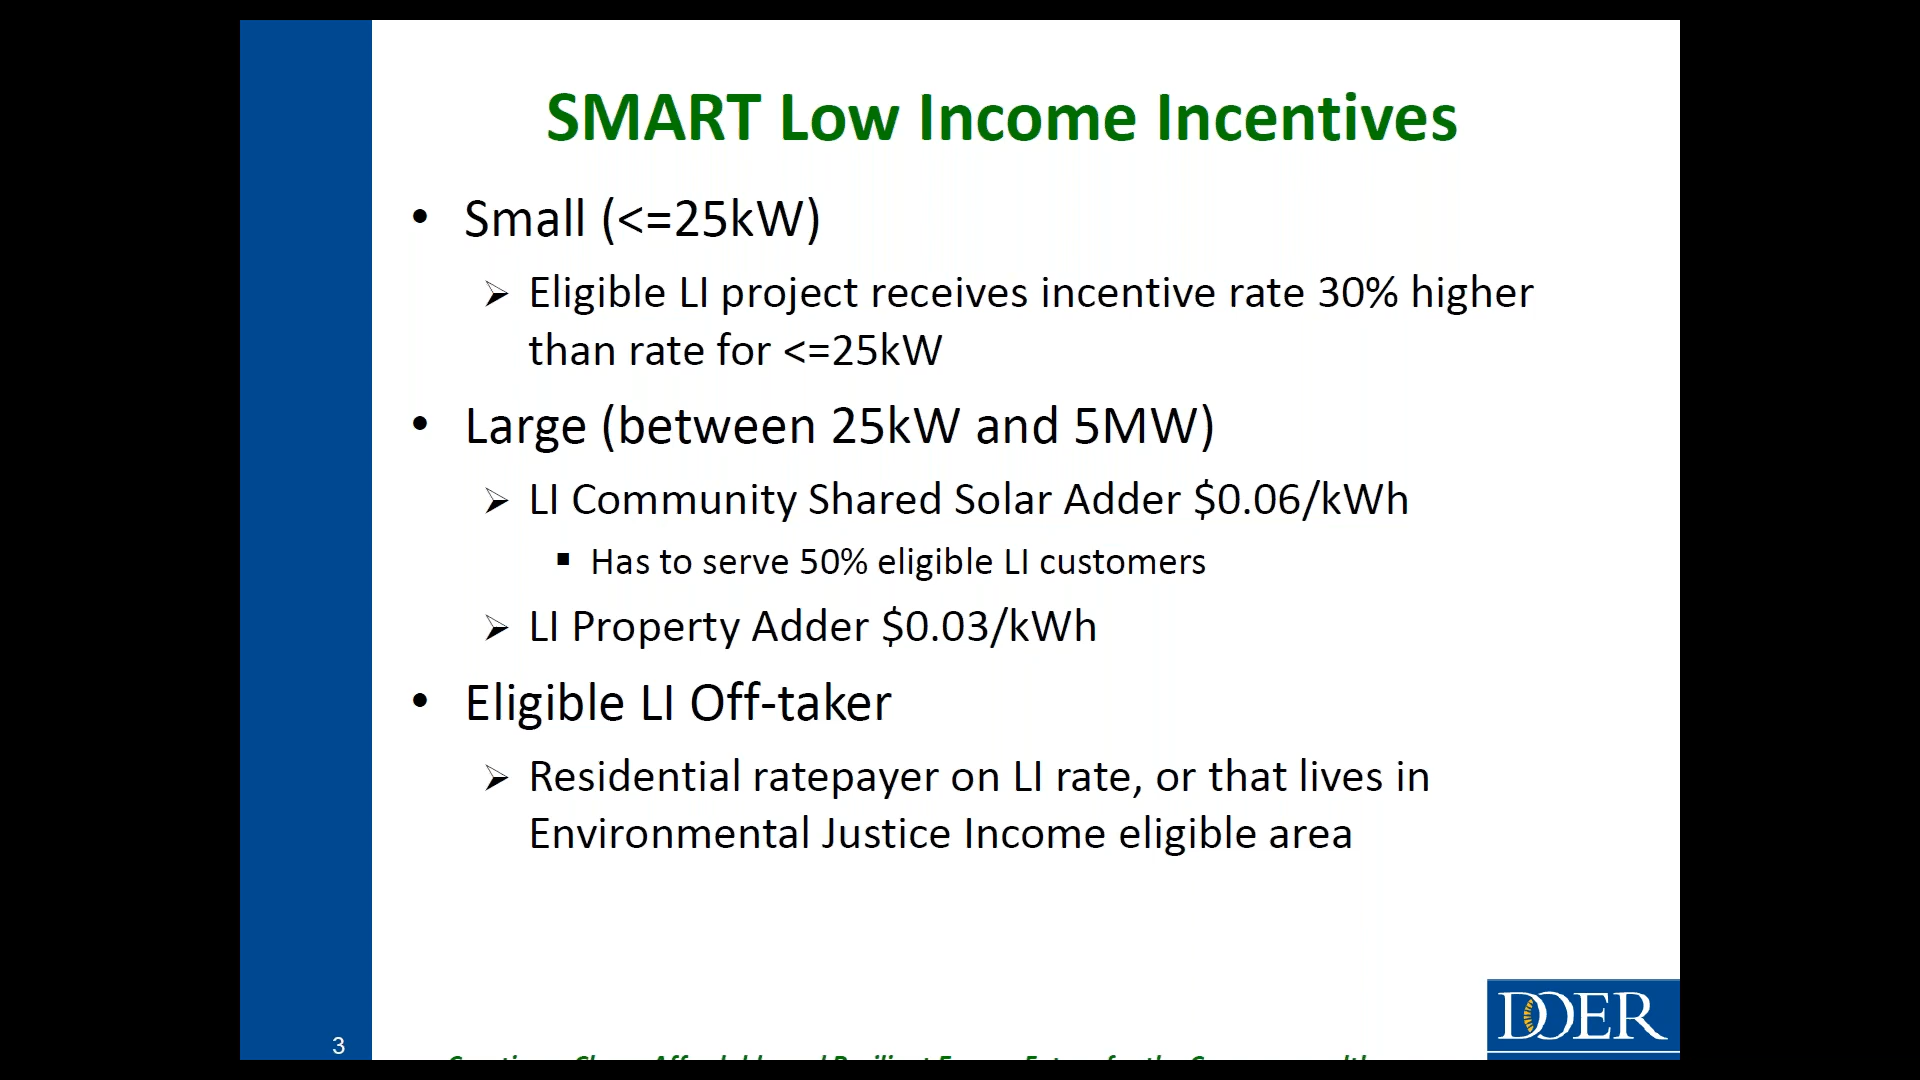 SMART Low Income Incentives
• Small (<=25kW)
➢ Eligible LI project receives incentive rate 30% higher
than rate for <=25kW
• Large (between 25kW and 5MW)
➢ LI Community Shared Solar Adder $0.06/kWh
▪ Has to serve 50% eligible LI customers
➢ LI Property Adder $0.03/kWh
• Eligible LI Off-taker
➢ Residential ratepayer on LI rate, or that lives in
Environmental Justice Income eligible area
3
DOER